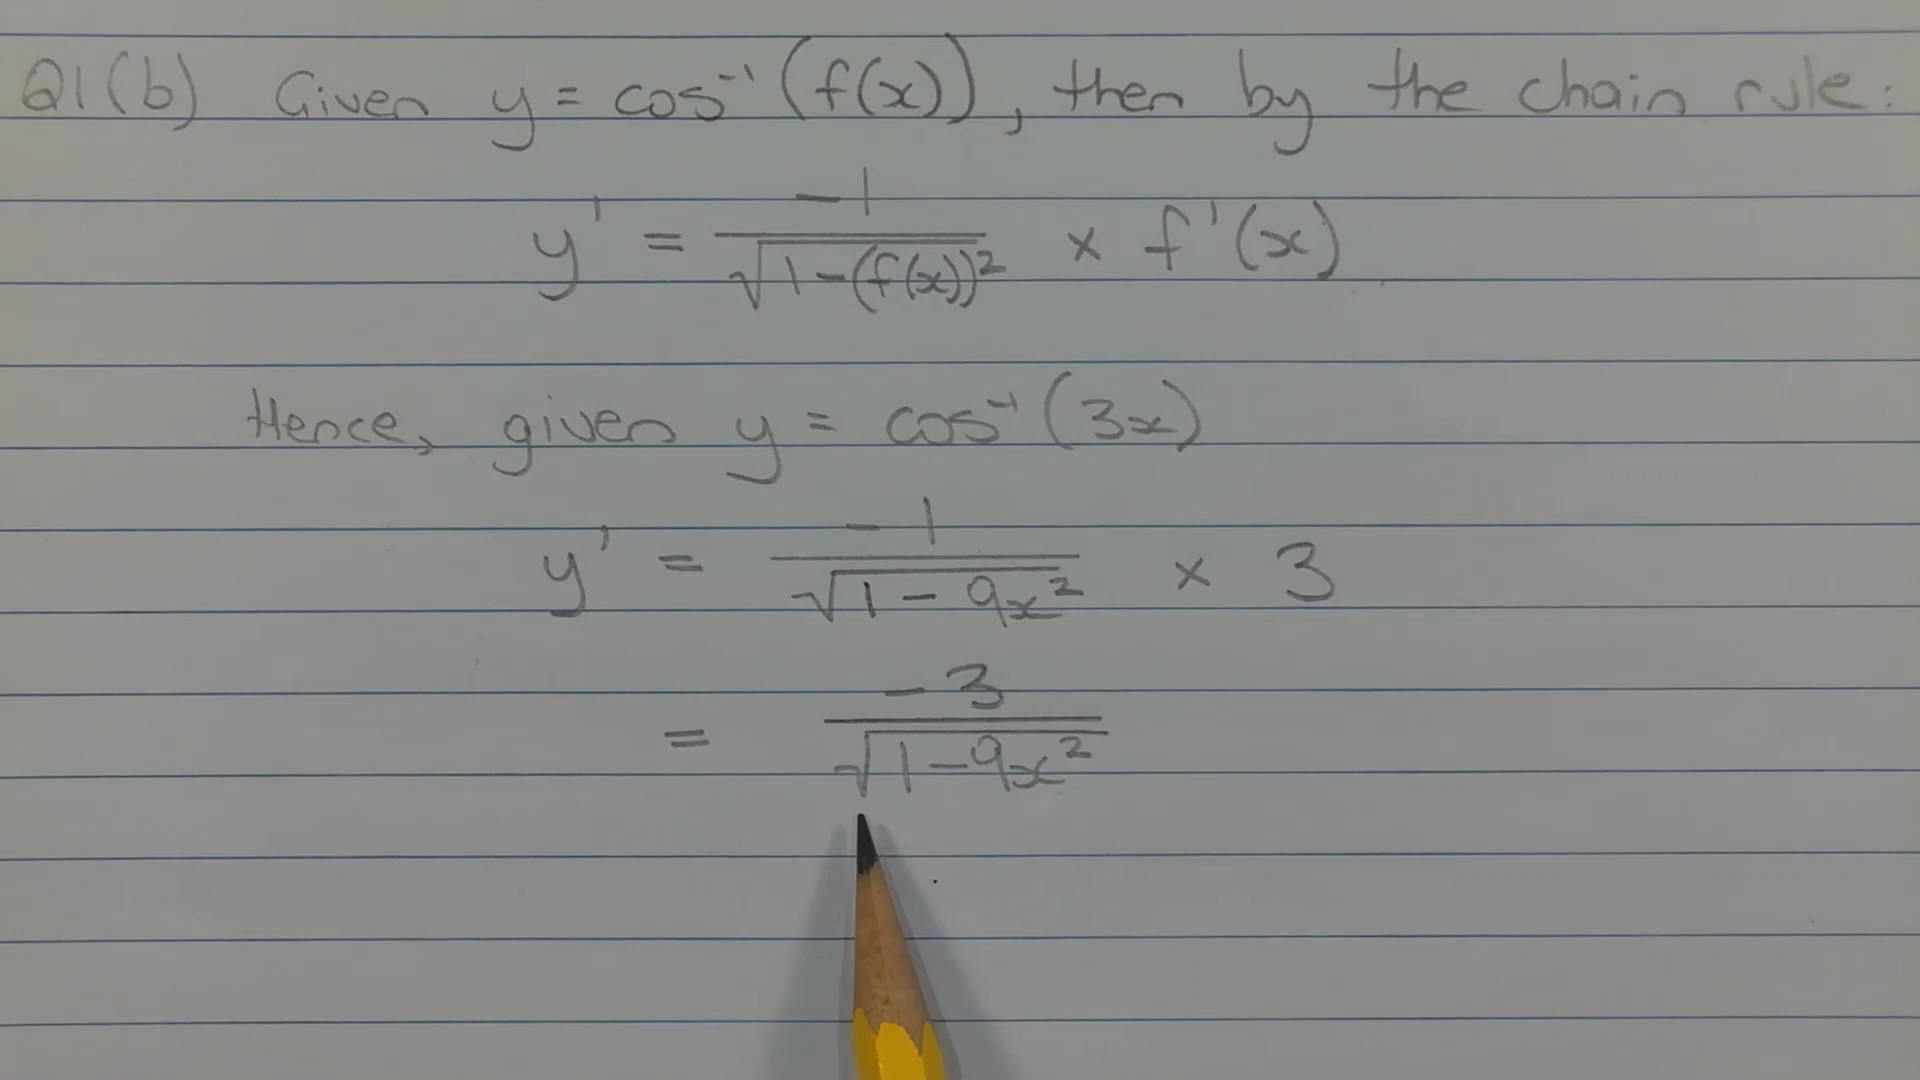 Q1(b) Given y = cos⁻¹(f(x)), then by the chain rule:
y' = -1/√(1-(f(x))²) × f'(x)
Hence, given y = cos⁻¹(3x)
y' = -1/√(1-9x²) × 3
= -3/√(1-9x²)